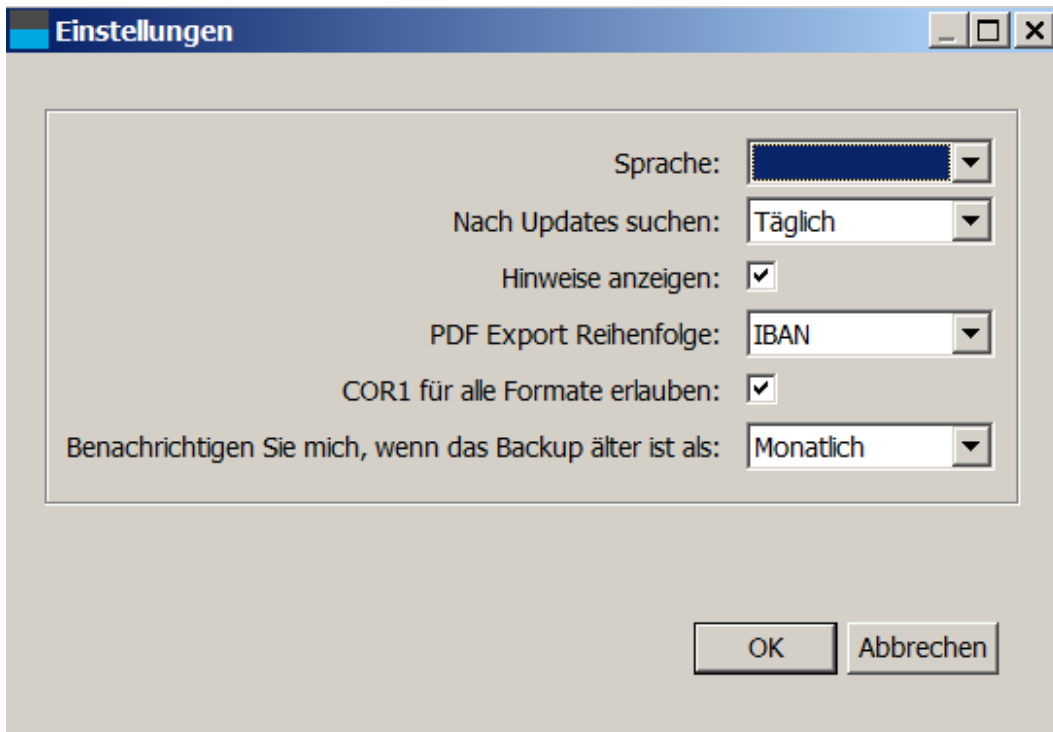 Einstellungen
Sprache:
Nach Updates suchen: Täglich
Hinweise anzeigen:
PDF Export Reihenfolge: IBAN
COR1 für alle Formate erlauben:
Benachrichtigen Sie mich, wenn das Backup älter ist als: Monatlich
OK Abbrechen